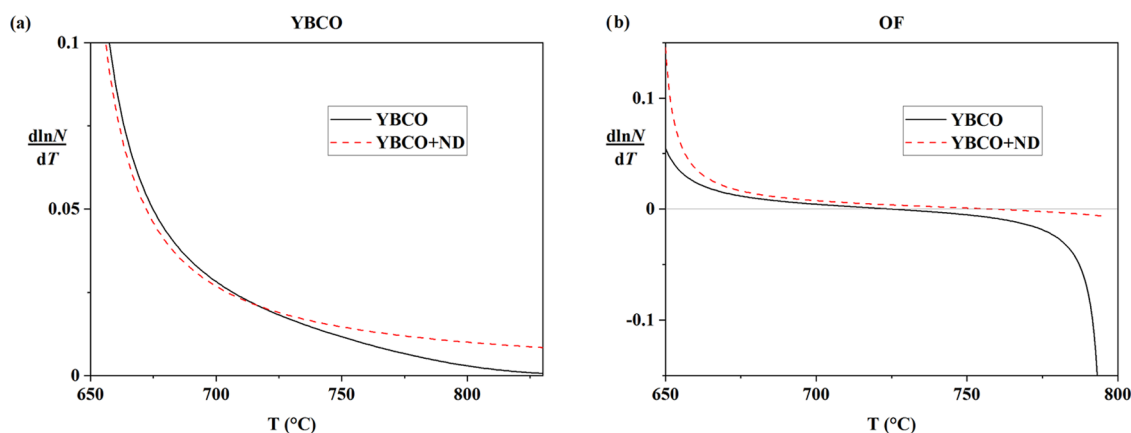 (a) YBCO
0.1
YBCO
YBCO+ND
dlnN
dT
0.05
0
650 700 750 800
T (°C)
(b) OF
0.1
YBCO
YBCO+ND
dlnN
dT
0
-0.1
650 700 750 800
T (°C)